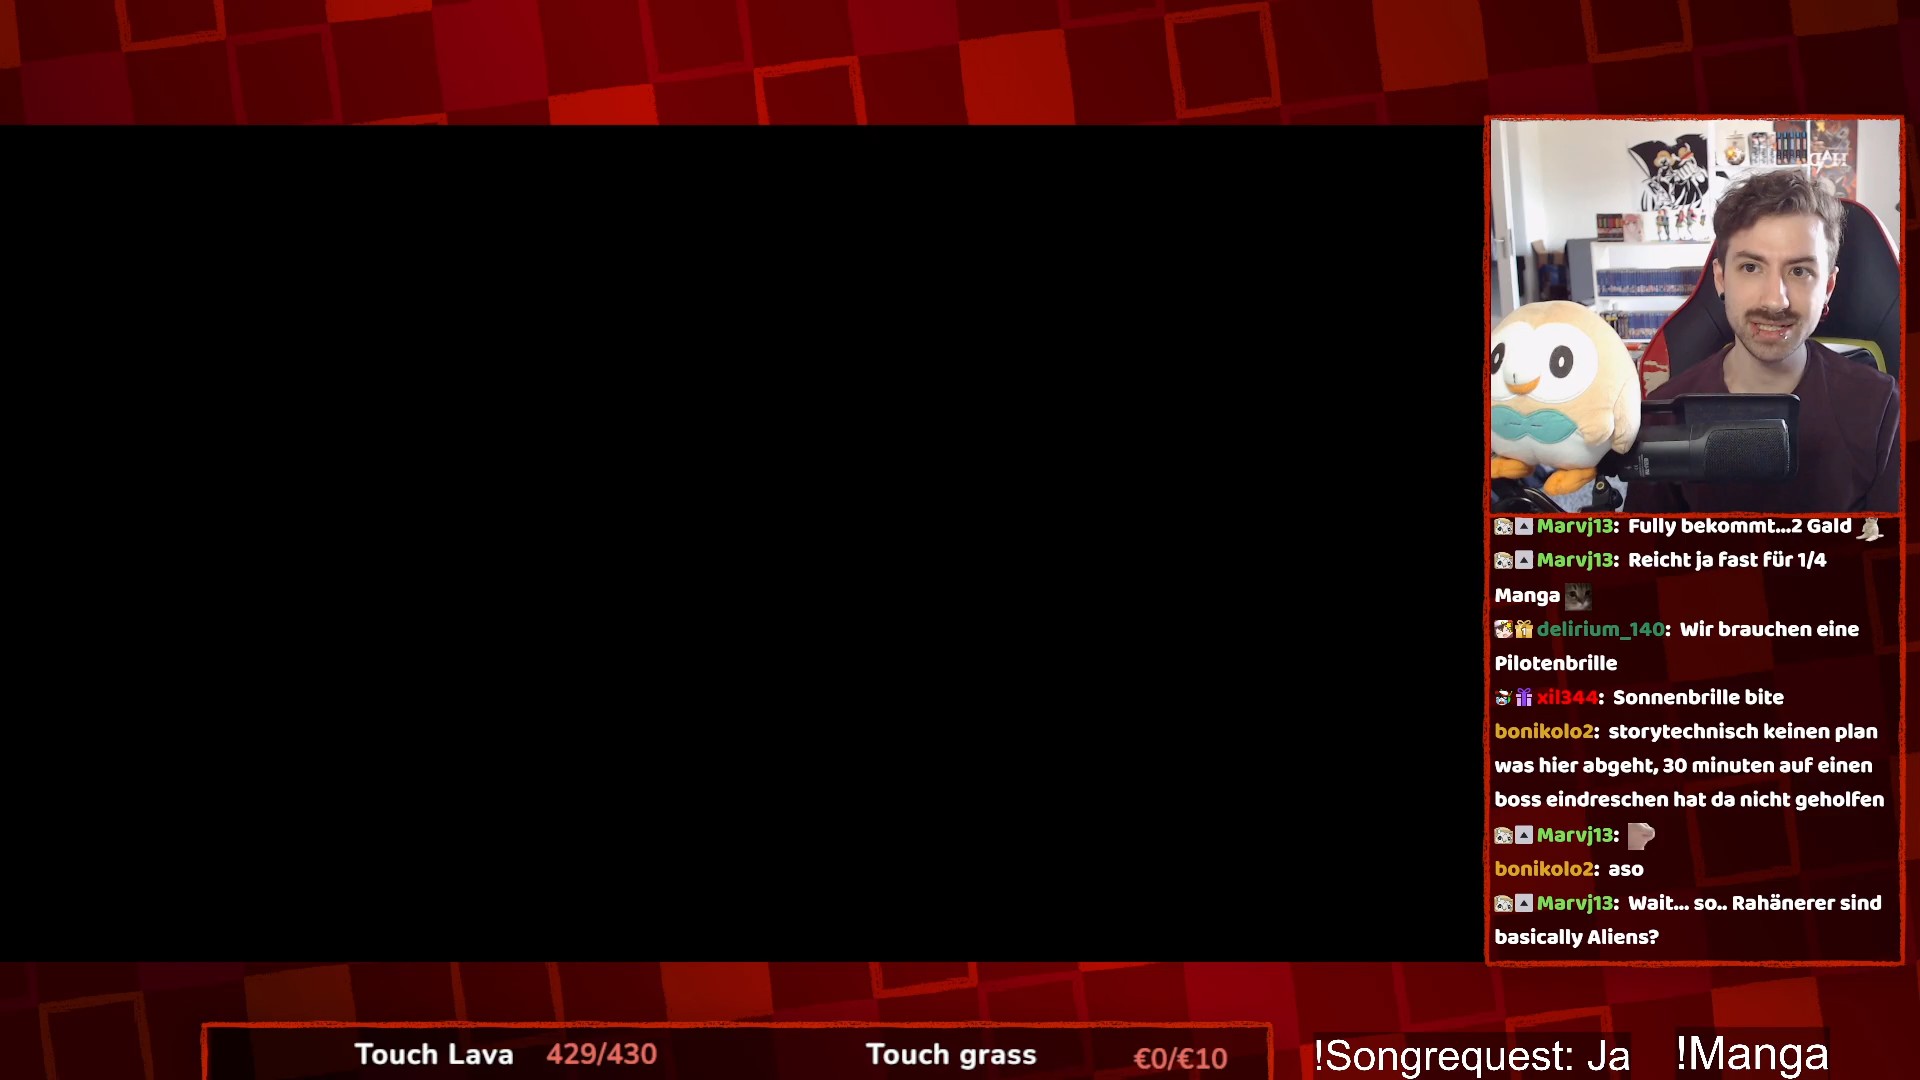 Marvj13: Fully bekommt...2 Gald
Marvj13: Reicht ja fast für 1/4
Manga
delirium_140: Wir brauchen eine
Pilotenbrille
xil344: Sonnenbrille bite
bonikolo2: storytechnisch keinen plan
was hier abgeht, 30 minuten auf einen
boss eindreschen hat da nicht geholfen
Marvj13:
bonikolo2: aso
Marvj13: Wait... so.. Rahänerer sind
basically Aliens?
Touch Lava 429/430 Touch grass €0/€10 !Songrequest: Ja !Manga